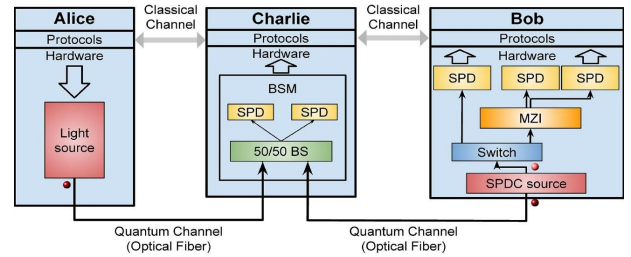 Alice
Protocols
Hardware
Light
source
Classical
Channel
Charlie
Protocols
Hardware
BSM
SPD
SPD
50/50 BS
Classical
Channel
Bob
Protocols
Hardware
SPD
SPD
SPD
MZI
Switch
SPDC source
Quantum Channel
(Optical Fiber)
Quantum Channel
(Optical Fiber)